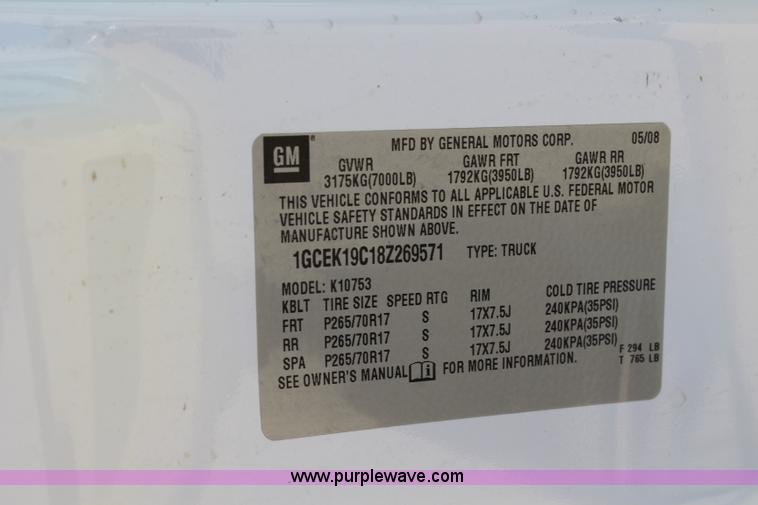 GM
MFD BY GENERAL MOTORS CORP. 05/08
GVWR GAWR FRT GAWR RR
3175KG(7000LB) 1792KG(3950LB) 1792KG(3950LB)
THIS VEHICLE CONFORMS TO ALL APPLICABLE U.S. FEDERAL MOTOR
VEHICLE SAFETY STANDARDS IN EFFECT ON THE DATE OF
MANUFACTURE SHOWN ABOVE.
1GCEK19C18Z269571 TYPE: TRUCK
MODEL: K10753
KBLT TIRE SIZE SPEED RTG RIM COLD TIRE PRESSURE
FRT P265/70R17 S 17X7.5J 240KPA(35PSI)
RR P265/70R17 S 17X7.5J 240KPA(35PSI)
SPA P265/70R17 S 17X7.5J 240KPA(35PSI)
SEE OWNER'S MANUAL FOR MORE INFORMATION.
F 294 LB
T 765 LB
www.purplewave.com